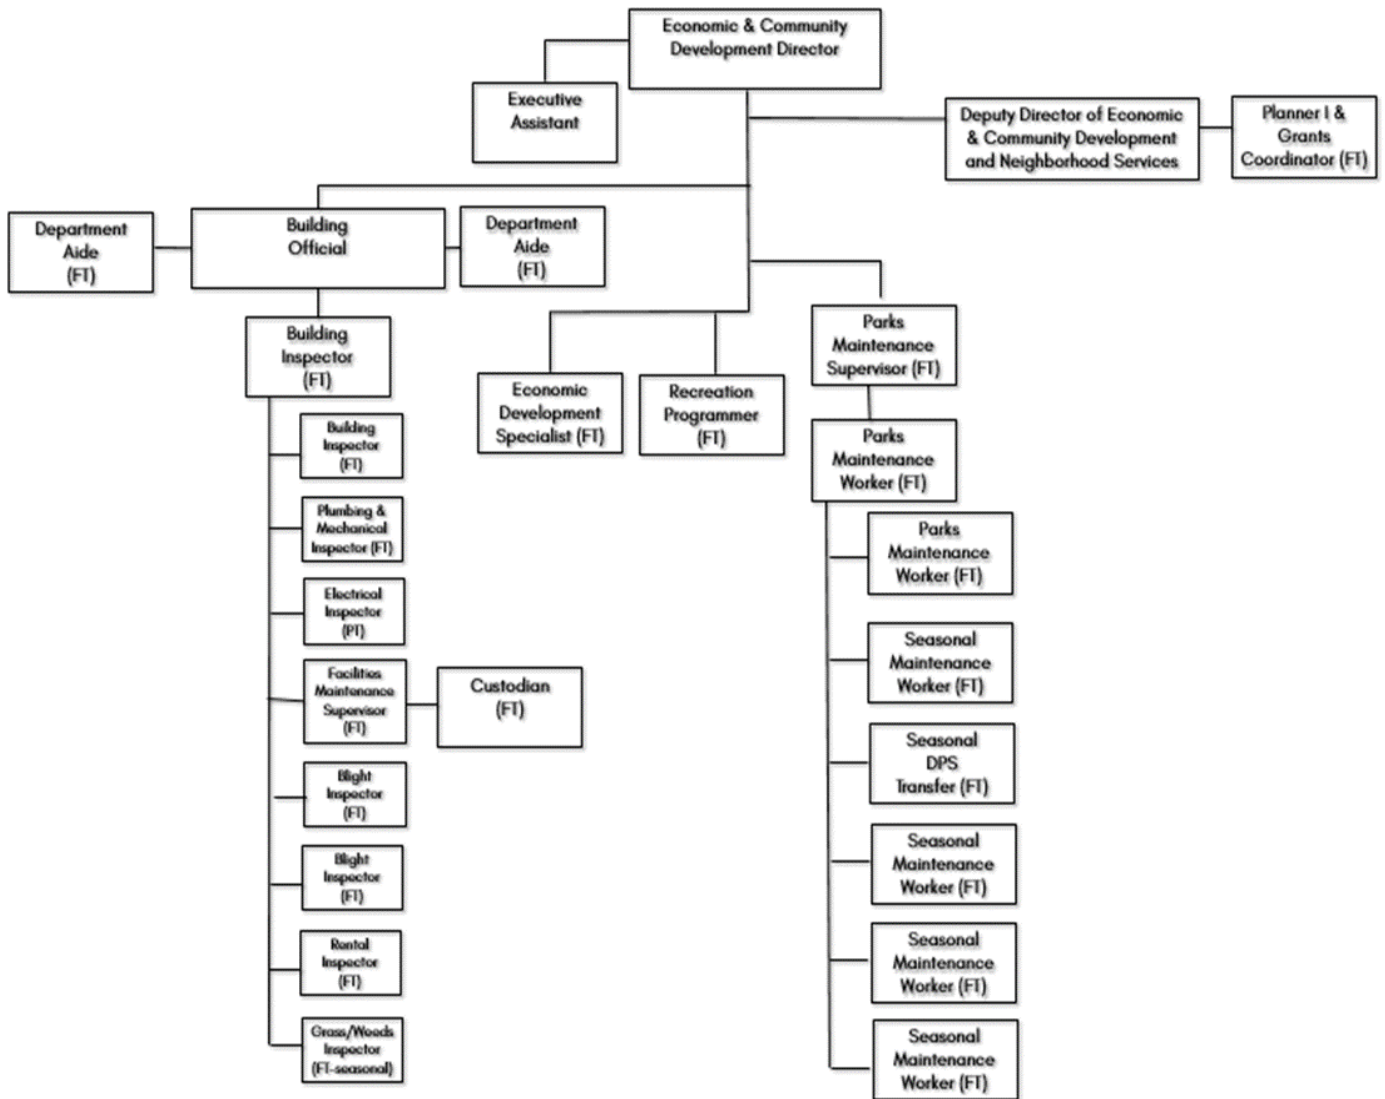 Economic & Community
Development Director
Executive
Assistant
Deputy Director of Economic
& Community Development
and Neighborhood Services
Planner I &
Grants
Coordinator (FT)
Department
Aide
(FT)
Building
Official
Department
Aide
(FT)
Building
Inspector
(FT)
Building
Inspector
(FT)
Plumbing &
Mechanical
Inspector (FT)
Electrical
Inspector
(PT)
Facilities
Maintenance
Supervisor
(FT)
Custodian
(FT)
Blight
Inspector
(FT)
Blight
Inspector
(FT)
Rental
Inspector
(FT)
Grass/Weeds
Inspector
(FT-seasonal)
Economic
Development
Specialist (FT)
Recreation
Programmer
(FT)
Parks
Maintenance
Supervisor (FT)
Parks
Maintenance
Worker (FT)
Parks
Maintenance
Worker (FT)
Seasonal
Maintenance
Worker (FT)
Seasonal
DPS
Transfer (FT)
Seasonal
Maintenance
Worker (FT)
Seasonal
Maintenance
Worker (FT)
Seasonal
Maintenance
Worker (FT)